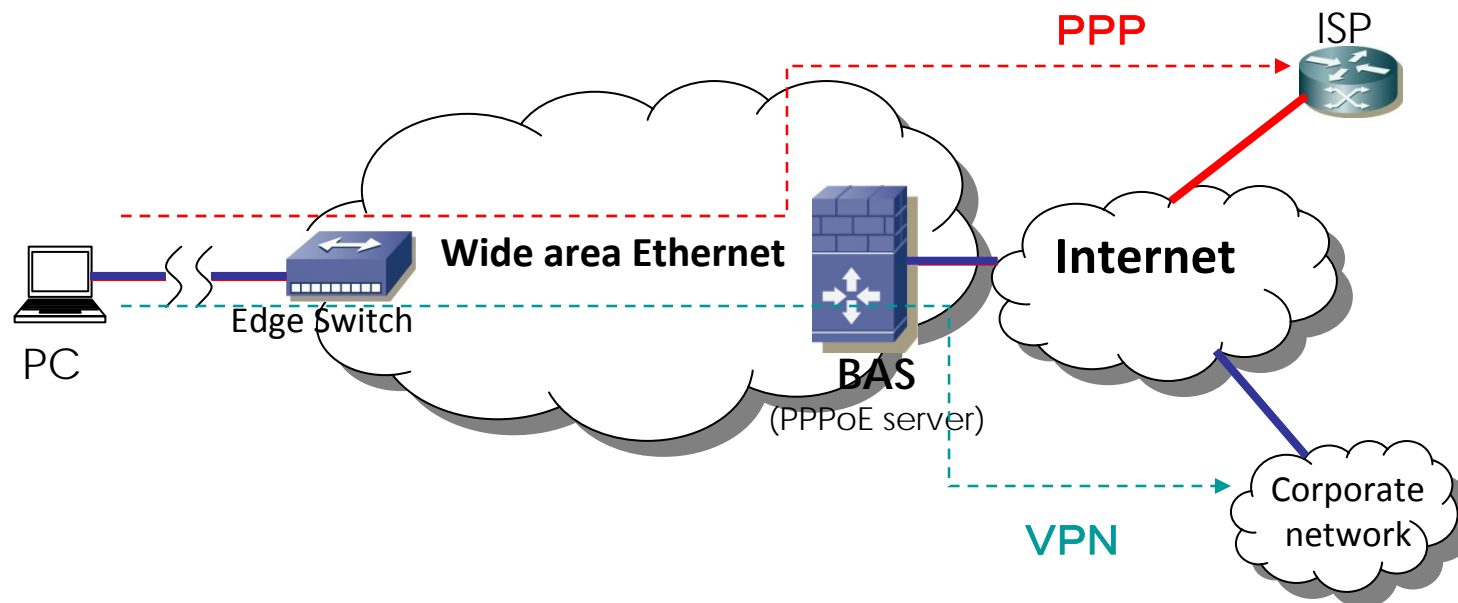 PPP
ISP
Wide area Ethernet
Internet
Edge Switch
PC
BAS
(PPPoE server)
Corporate
network
VPN